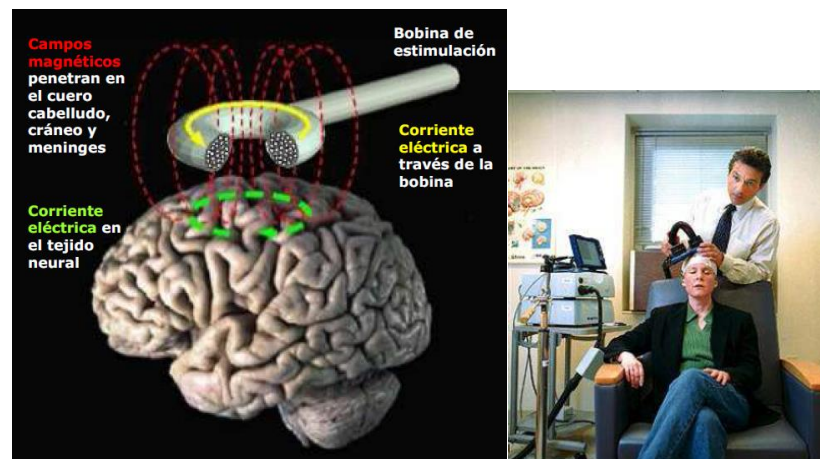 Campos
magnéticos
penetran en
el cuero
cabelludo,
cráneo y
meninges
Bobina de
estimulación
Corriente
eléctrica a
través de la
bobina
Corriente
eléctrica en
el tejido
neural